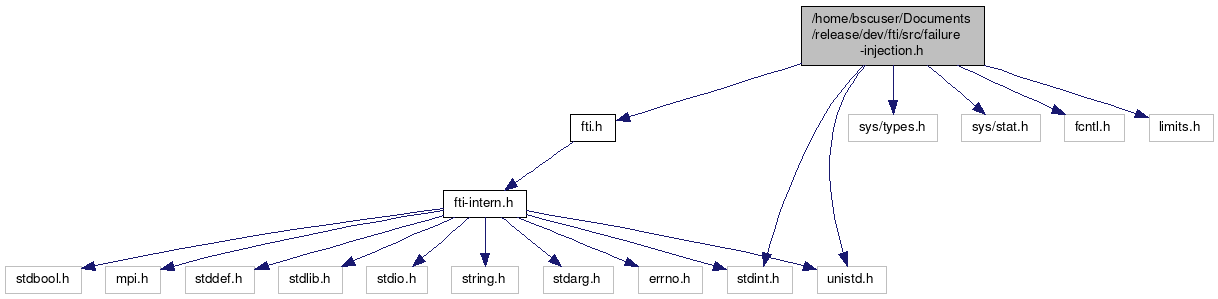 /home/bscuser/Documents
/release/dev/fti/src/failure
-injection.h
fti.h
sys/types.h
sys/stat.h
fcntl.h
limits.h
fti-intern.h
stdbool.h
mpi.h
stddef.h
stdlib.h
stdio.h
string.h
stdarg.h
errno.h
stdint.h
unistd.h